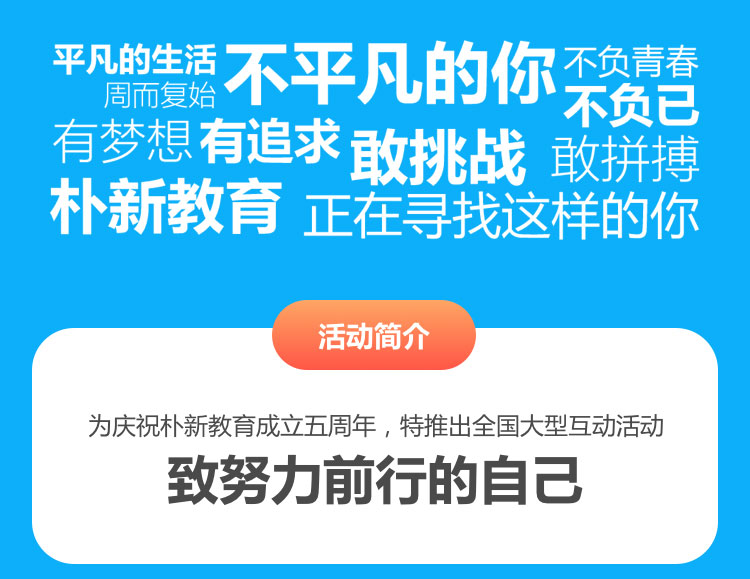 平凡的生活
周而复始
不平凡的你
不负青春
不负己
有梦想
有追求
敢挑战
敢拼搏
朴新教育
正在寻找这样的你
活动简介
为庆祝朴新教育成立五周年，特推出全国大型互动活动
致努力前行的自己